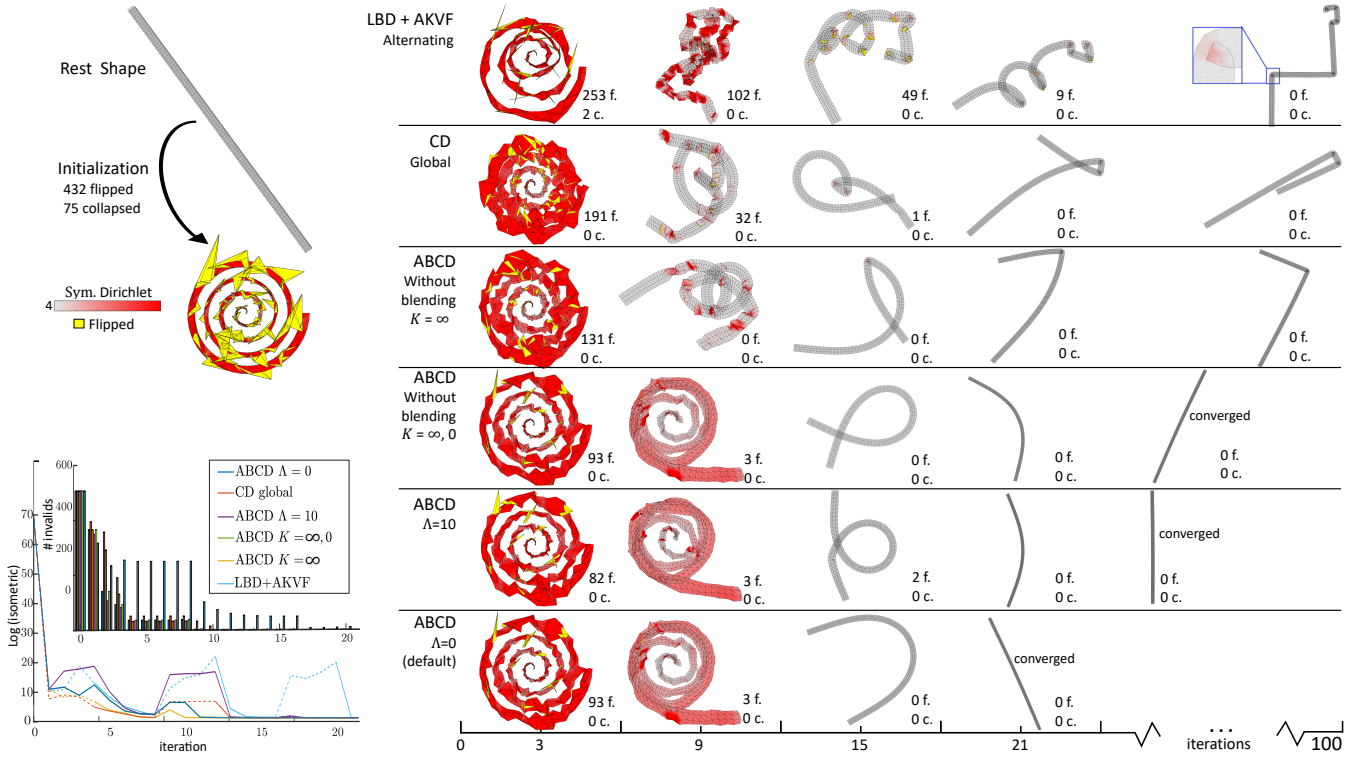 Rest Shape
Initialization
432 flipped
75 collapsed
Sym. Dirichlet
4
Flipped
LBD + AKVF
Alternating
253 f.
2 c.
102 f.
0 c.
49 f.
0 c.
9 f.
0 c.
0 f.
0 c.
CD
Global
191 f.
0 c.
32 f.
0 c.
1 f.
0 c.
0 f.
0 c.
0 f.
0 c.
ABCD
Without
blending
K = ∞
131 f.
0 c.
0 f.
0 c.
0 f.
0 c.
0 f.
0 c.
0 f.
0 c.
ABCD
Without
blending
K = ∞, 0
93 f.
0 c.
3 f.
0 c.
0 f.
0 c.
0 f.
0 c.
converged
0 f.
0 c.
ABCD
Λ=10
82 f.
0 c.
3 f.
0 c.
2 f.
0 c.
0 f.
0 c.
converged
0 f.
0 c.
ABCD
Λ=0
(default)
93 f.
0 c.
3 f.
0 c.
0 f.
0 c.
converged
0 f.
0 c.
0 3 9 15 21 ... iterations 100
Log (isometric)
70
60
50
40
30
20
10
0
0 5 10 15 20
iteration
# invalids
600
400
200
0
0 5 10 15 20
ABCD Λ = 0
CD global
ABCD Λ = 10
ABCD K = ∞, 0
ABCD K = ∞
LBD+AKVF